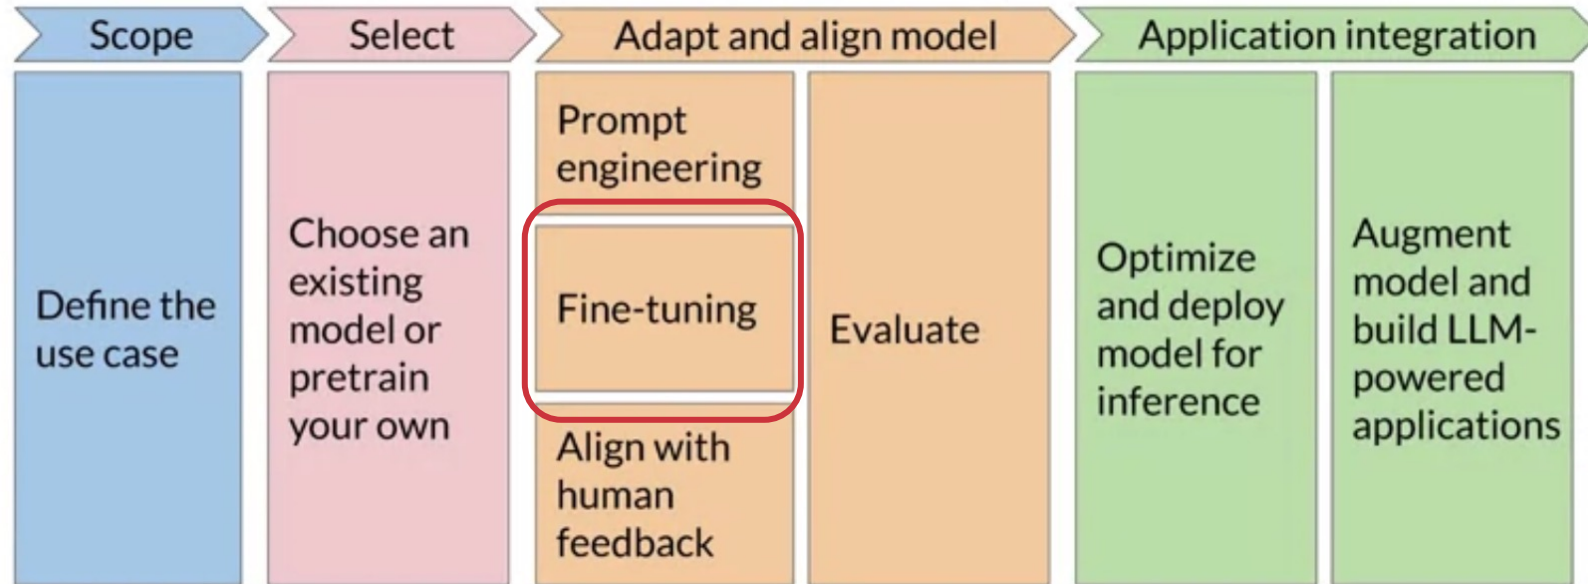 Scope
Select
Adapt and align model
Application integration
Define the
use case
Choose an
existing
model or
pretrain
your own
Prompt
engineering
Fine-tuning
Align with
human
feedback
Evaluate
Optimize
and deploy
model for
inference
Augment
model and
build LLM-
powered
applications